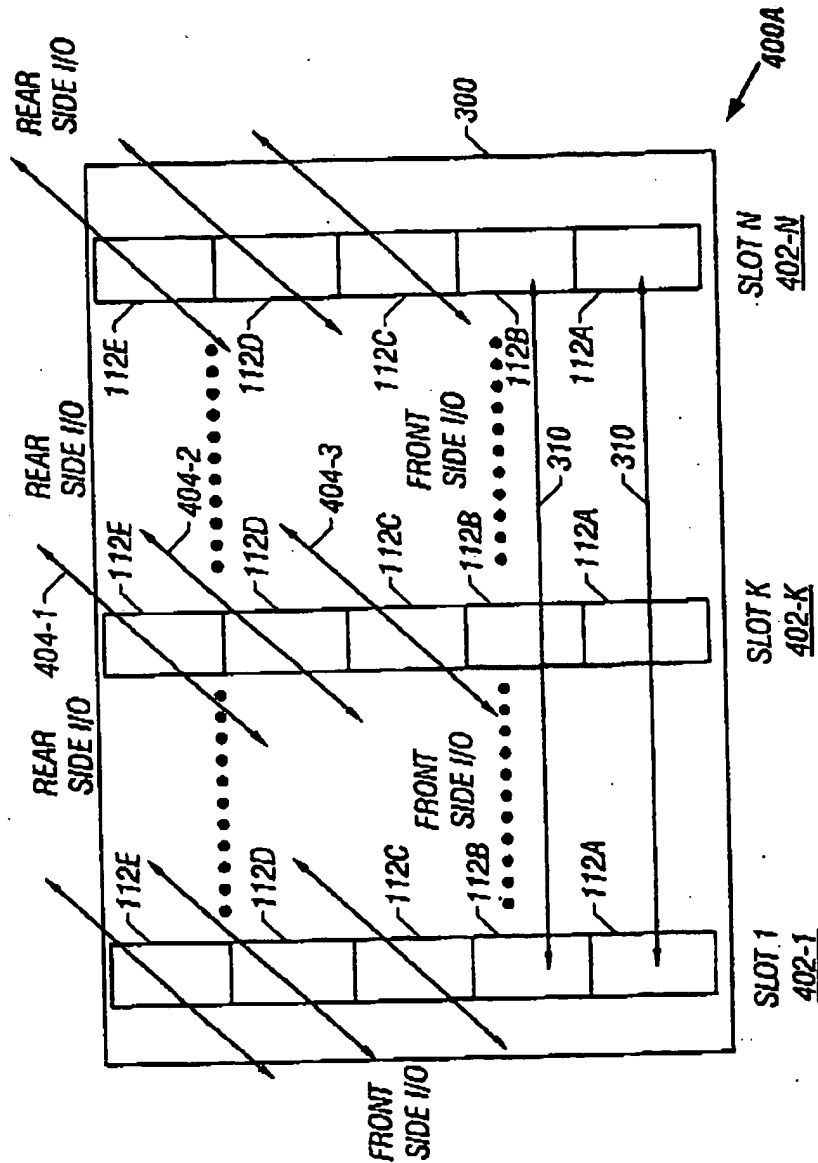 REAR
SIDE I/O
REAR
SIDE I/O
REAR
SIDE I/O
404-1
112E
404-2
112E
112E
300
400A
112D
112D
404-3
112D
112C
112C
112C
FRONT
SIDE I/O
FRONT
SIDE I/O
FRONT
SIDE I/O
112B
112B
112B
112A
112A
112A
310
310
SLOT 1
402-1
SLOT K
402-K
SLOT N
402-N